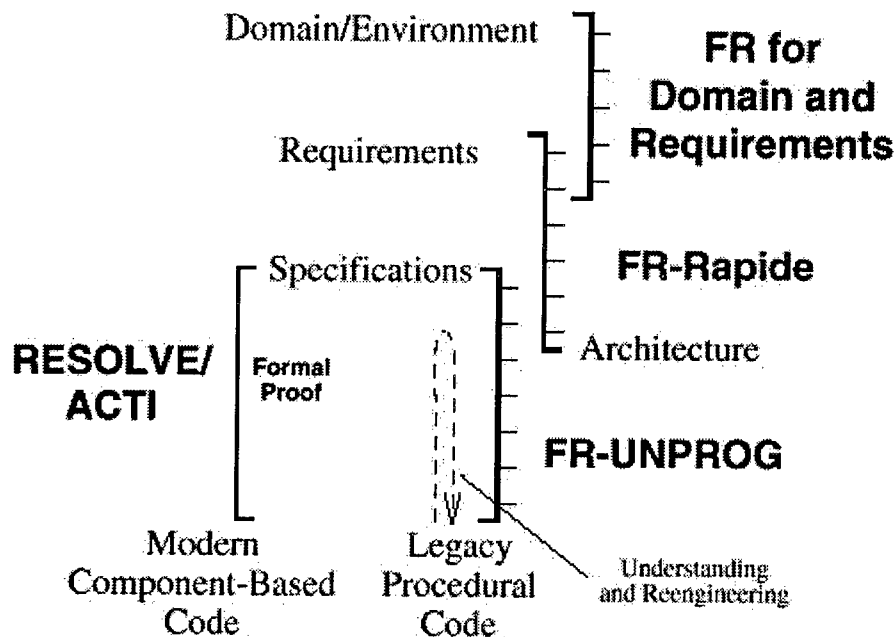 Domain/Environment
FR for
Domain and
Requirements
Requirements
FR-Rapide
Specifications
Architecture
RESOLVE/
ACTI
Formal
Proof
FR-UNPROG
Modern
Component-Based
Code
Legacy
Procedural
Code
Understanding
and Reengineering